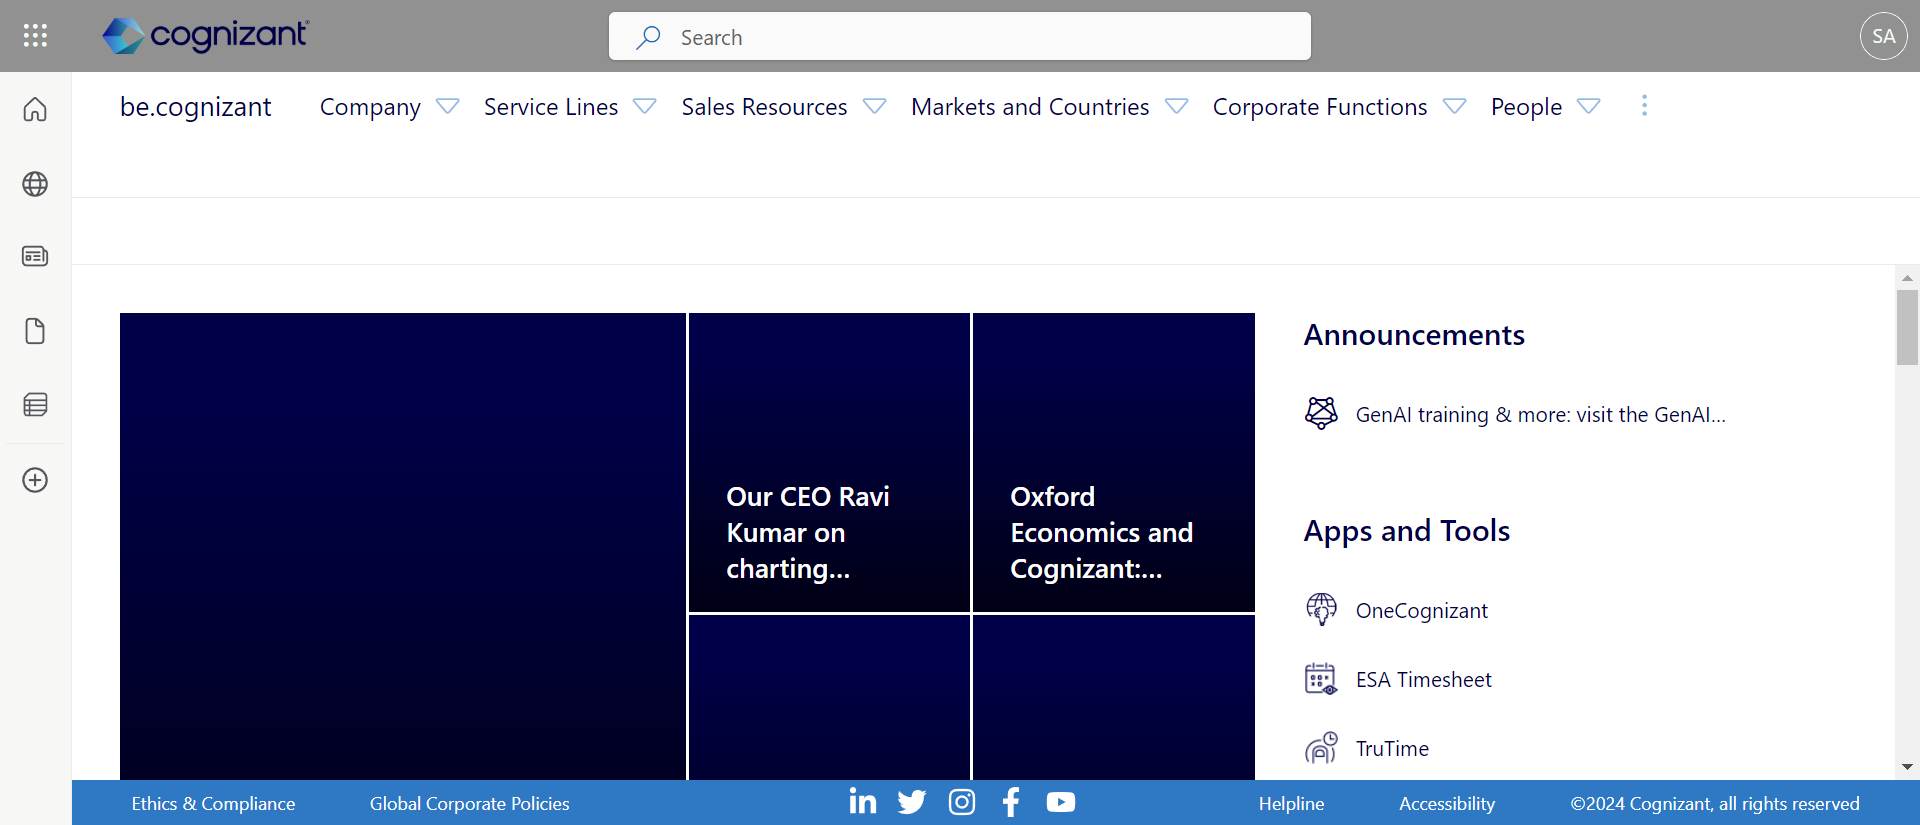 cognizant
Search
SA
be.cognizant
Company
Service Lines
Sales Resources
Markets and Countries
Corporate Functions
People
Our CEO Ravi
Kumar on
charting...
Oxford
Economics and
Cognizant:...
Announcements
GenAI training & more: visit the GenAI...
Apps and Tools
OneCognizant
ESA Timesheet
TruTime
Ethics & Compliance
Global Corporate Policies
Helpline
Accessibility
©2024 Cognizant, all rights reserved